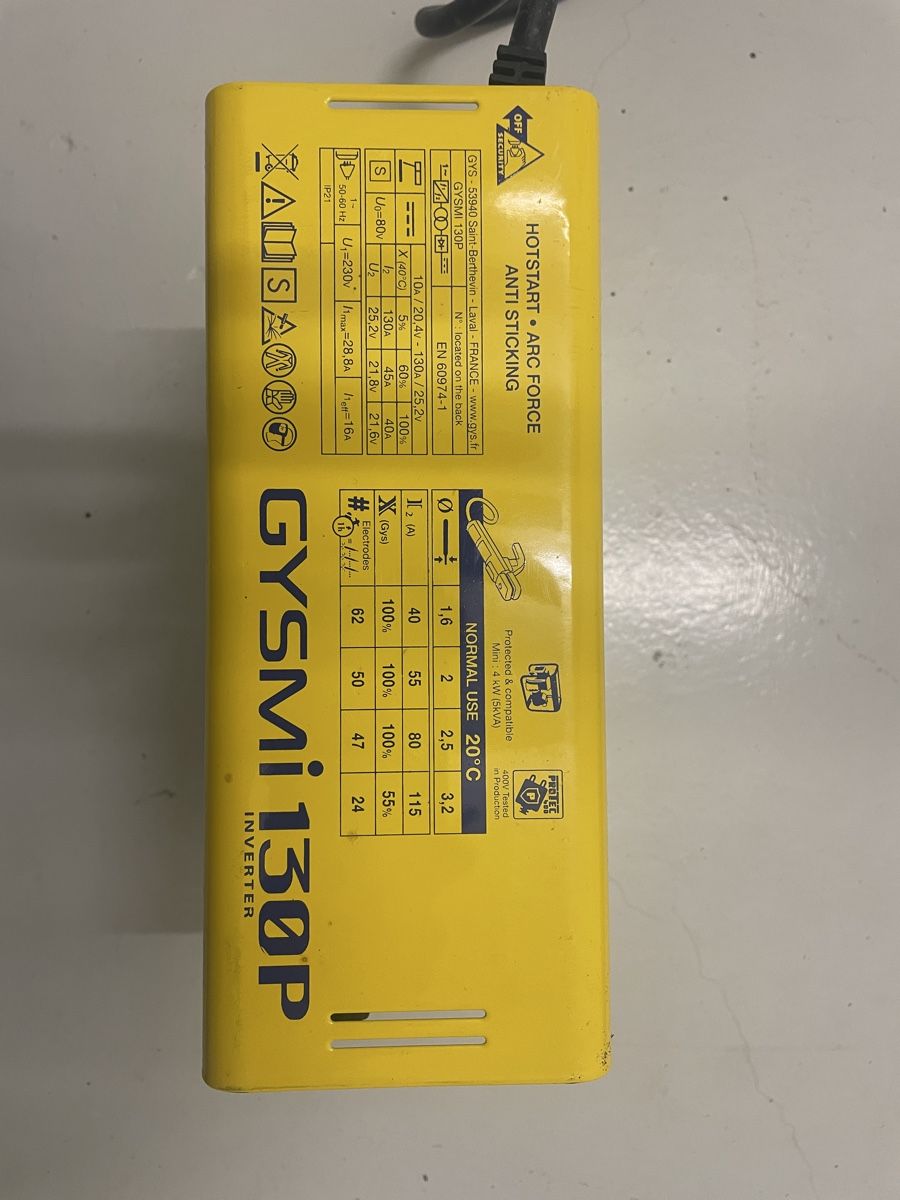 OFF
SECURITY
HOTSTART • ARC FORCE
ANTI STICKING
GYS - 53940 Saint-Berthevin - Laval - FRANCE - www.gys.fr
GYSMI 130P
N° : located on the back
1~
EN 60974-1
10A / 20,4V - 130A / 25,2V
X (40°C) 5% 60% 100%
S U₀=80V I₂ 130A 45A 40A
U₂ 25,2V 21,8V 21,6V
1~
50-60 Hz
U₁=230V I₁max=28,8A I₁eff=16A
IP21
S
Protected & compatible
Mini : 4 kW (5kVA)
PROTEC
400
P
400V Tested
in Production
NORMAL USE 20°C
Ø 1,6 2 2,5 3,2
I₂ (A) 40 55 80 115
X (Gys) 100% 100% 100% 55%
Electrodes
# 1h = 62 50 47 24
GYSMi 130P
INVERTER